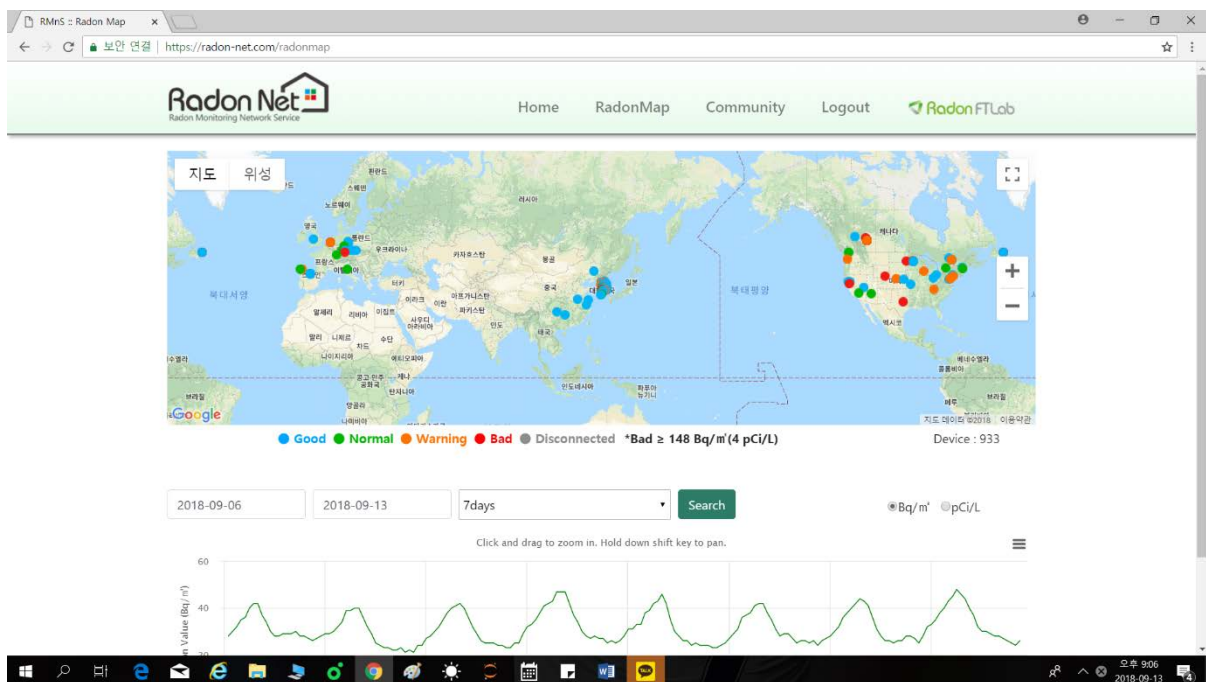 RMnS :: Radon Map
보안 연결 | https://radon-net.com/radonmap
Radon Net
Radon Monitoring Network Service
Home RadonMap Community Logout Radon FTLab
지도 위성
핀란드
스웨덴
노르웨이
러시아
캐나다
영국
폴란드
우크라이나
프랑스
카자흐스탄
몽골
북대서양
터키
중국
일본
북태평양
이라크 이란
아프가니스탄
파키스탄
알제리 리비아 이집트
사우디
아라비아
인도
태국
멕시코
말리 니제르 차드 수단
나이지리아 에티오피아
베네수엘라
콜롬비아
콩고 민주
공화국
케냐
탄자니아
인도네시아
파푸아
뉴기니
브라질
페루 브라질
앙골라
나미비아
Google
지도 데이터 ©2018 이용약관
Good Normal Warning Bad Disconnected *Bad ≥ 148 Bq/㎥(4 pCi/L) Device : 933
2018-09-06 2018-09-13 7days Search Bq/㎥ pCi/L
Click and drag to zoom in. Hold down shift key to pan.
60
40
20
Value (Bq/㎥)
오후 9:06
2018-09-13
4